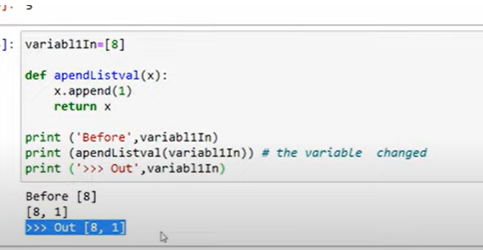 ]:
]: variabl1In=[8]
def apendListval(x):
x.append(1)
return x
print ('Before',variabl1In)
print (apendListval(variabl1In)) # the variable changed
print ('>>> Out',variabl1In)
Before [8]
[8, 1]
>>> Out [8, 1]